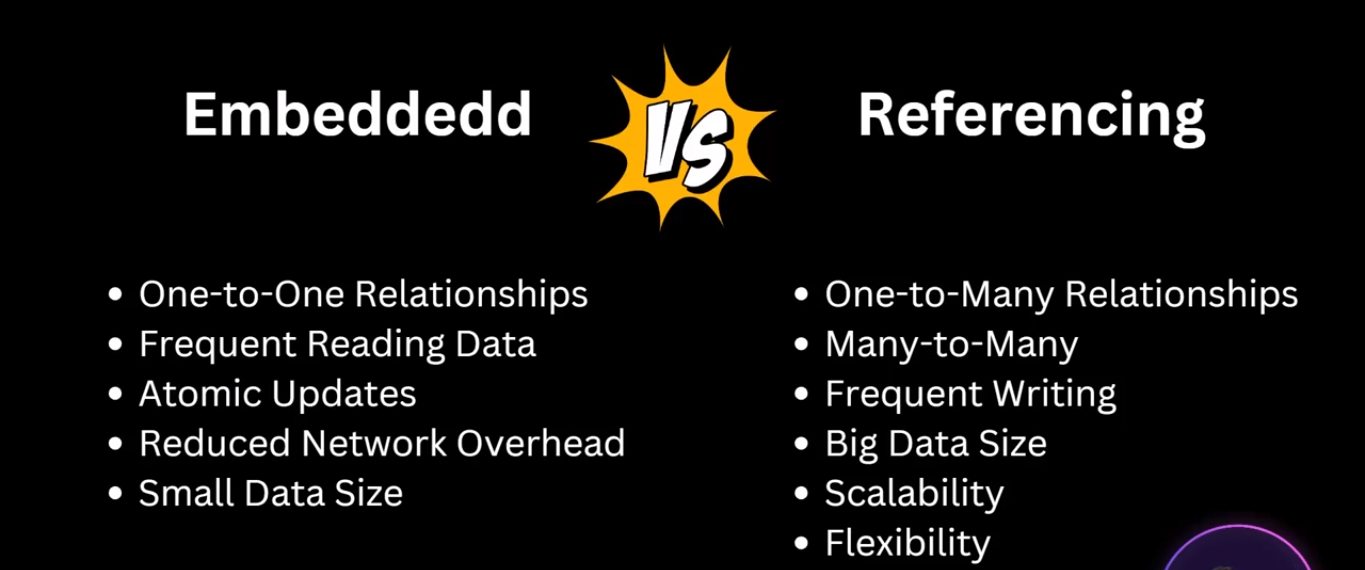 Embeddedd
VS
Referencing
• One-to-One Relationships
• Frequent Reading Data
• Atomic Updates
• Reduced Network Overhead
• Small Data Size
• One-to-Many Relationships
• Many-to-Many
• Frequent Writing
• Big Data Size
• Scalability
• Flexibility